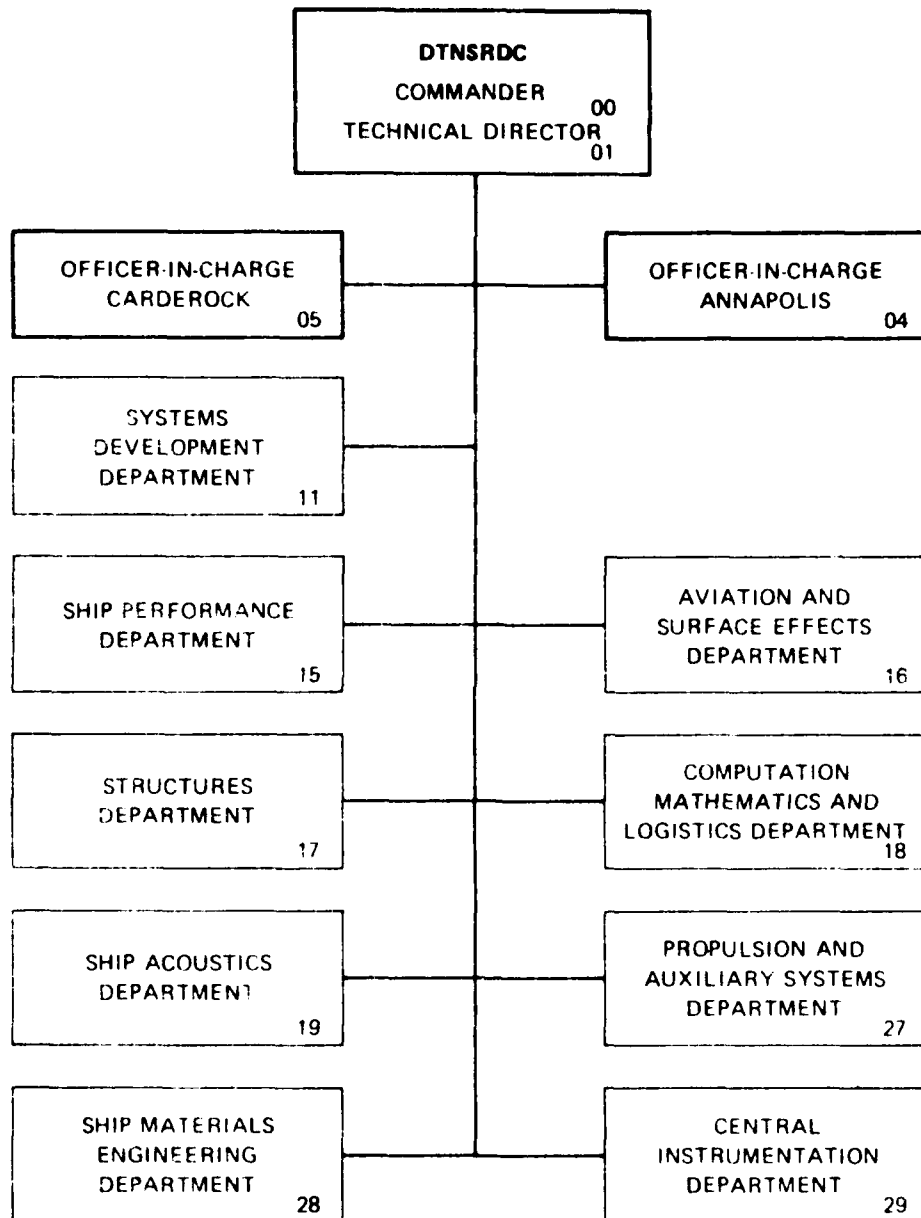 DTNSRDC
COMMANDER
00
TECHNICAL DIRECTOR
01
OFFICER-IN-CHARGE
CARDEROCK
05
OFFICER-IN-CHARGE
ANNAPOLIS
04
SYSTEMS
DEVELOPMENT
DEPARTMENT
11
SHIP PERFORMANCE
DEPARTMENT
15
AVIATION AND
SURFACE EFFECTS
DEPARTMENT
16
STRUCTURES
DEPARTMENT
17
COMPUTATION
MATHEMATICS AND
LOGISTICS DEPARTMENT
18
SHIP ACOUSTICS
DEPARTMENT
19
PROPULSION AND
AUXILIARY SYSTEMS
DEPARTMENT
27
SHIP MATERIALS
ENGINEERING
DEPARTMENT
28
CENTRAL
INSTRUMENTATION
DEPARTMENT
29